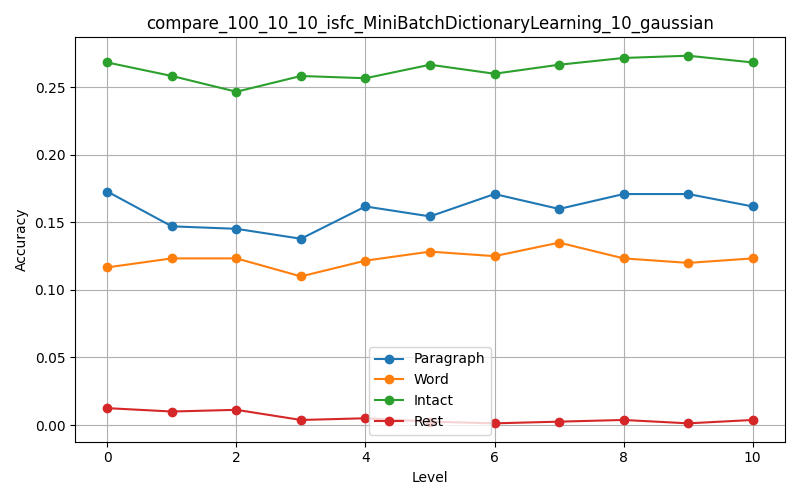 compare_100_10_10_isfc_MiniBatchDictionaryLearning_10_gaussian
Accuracy
0.25
0.20
0.15
0.10
0.05
0.00
Paragraph
Word
Intact
Rest
0 2 4 6 8 10
Level